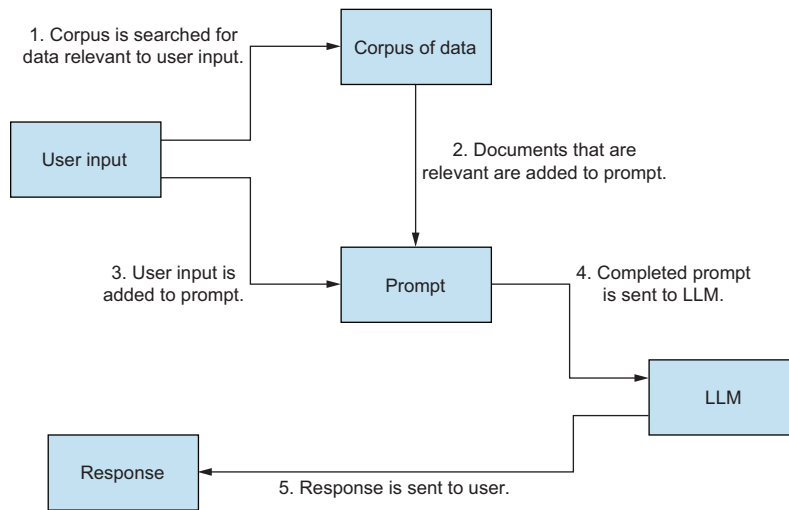 1. Corpus is searched for
data relevant to user input.
Corpus of data
User input
2. Documents that are
relevant are added to prompt.
3. User input is
added to prompt.
Prompt
4. Completed prompt
is sent to LLM.
LLM
Response
5. Response is sent to user.